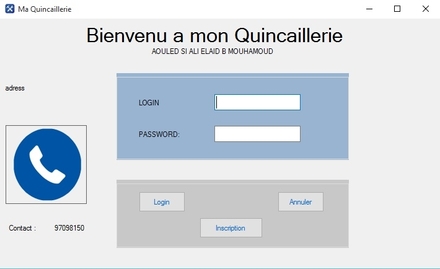 Ma Quincaillerie
Bienvenu a mon Quincaillerie
AOULED SI ALI ELAID B MOUHAMOUD
adress
LOGIN
PASSWORD:
Login
Annuler
Inscription
Contact : 97098150